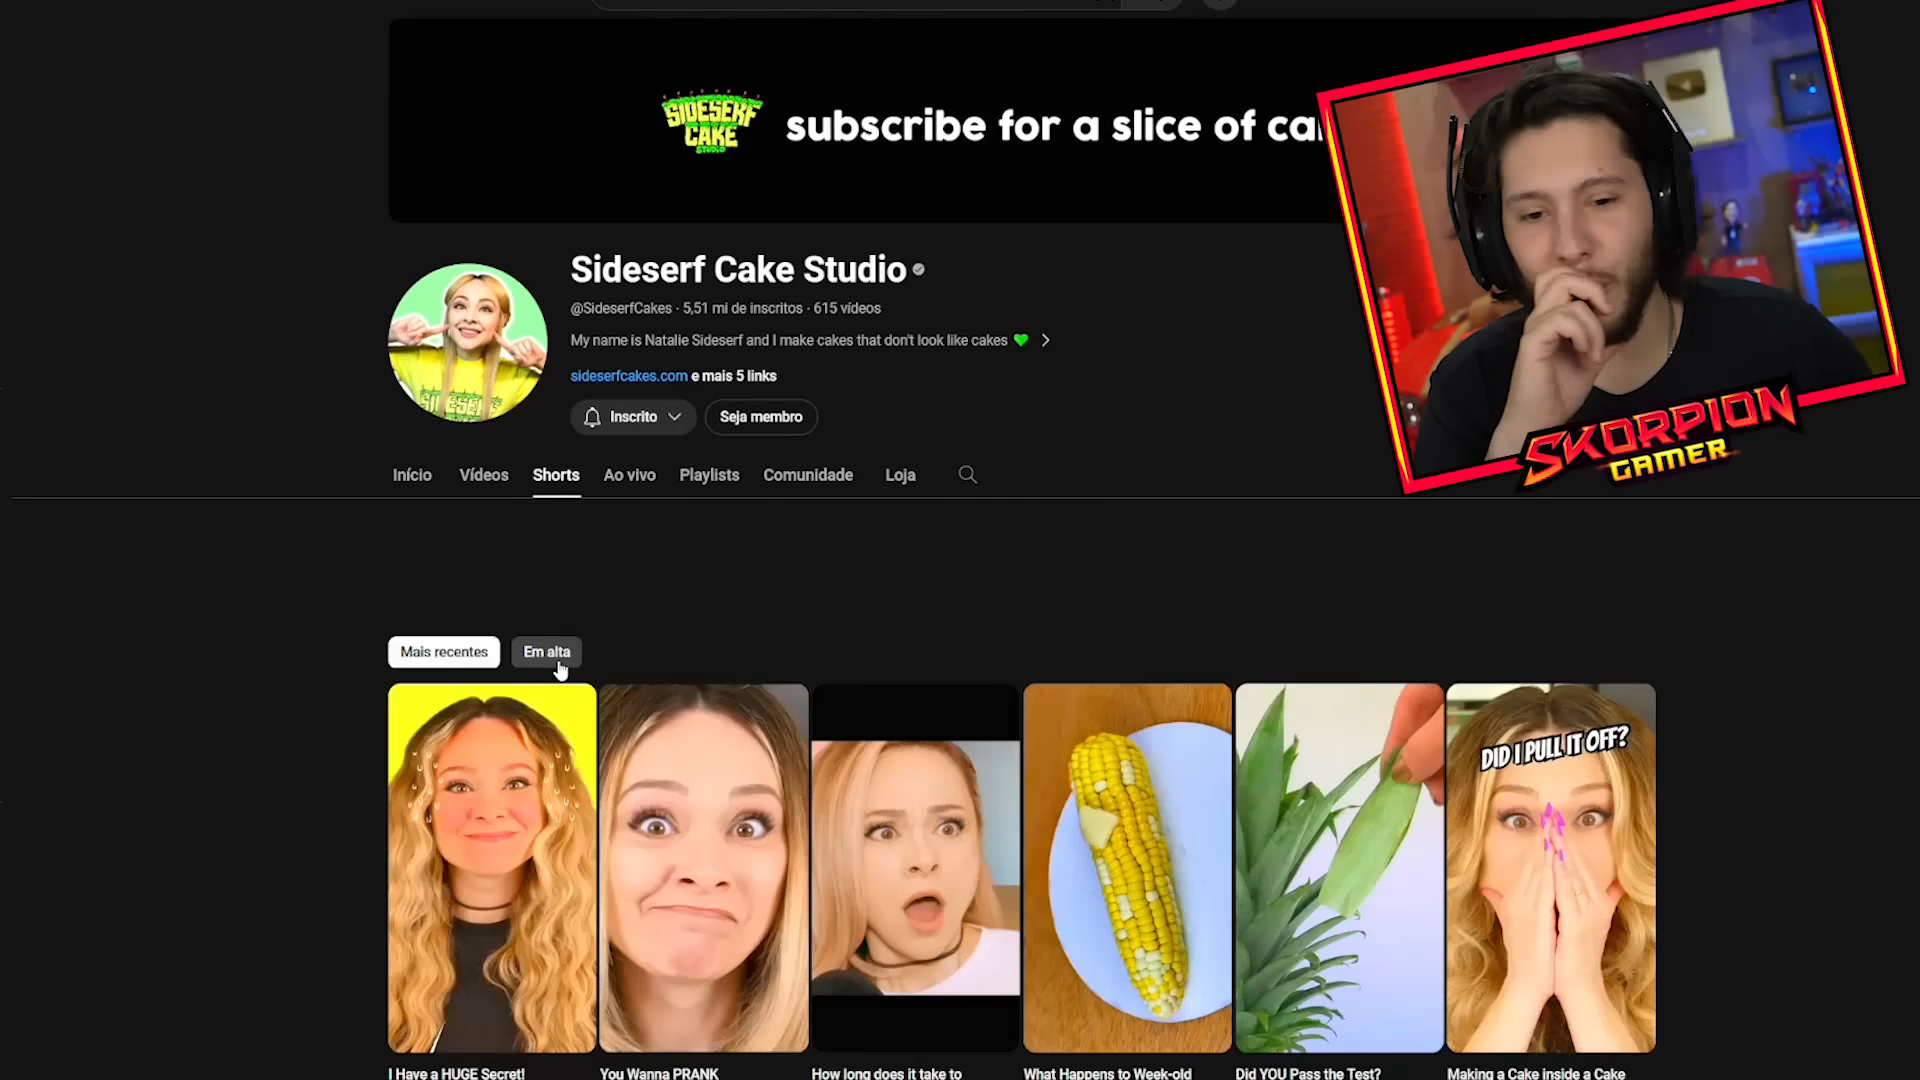 SIDESERF
CAKE
STUDIO
subscribe for a slice of ca
Sideserf Cake Studio
@SideserfCakes · 5,51 mi de inscritos · 615 vídeos
My name is Natalie Sideserf and I make cakes that don't look like cakes 💚 >
sideserfcakes.com e mais 5 links
Inscrito
Seja membro
SKORPION
GAMER
Início Vídeos Shorts Ao vivo Playlists Comunidade Loja
Mais recentes Em alta
DID I PULL IT OFF?
I Have a HUGE Secret!
You Wanna PRANK
How long does it take to
What Happens to Week-old
Did YOU Pass the Test?
Making a Cake inside a Cake